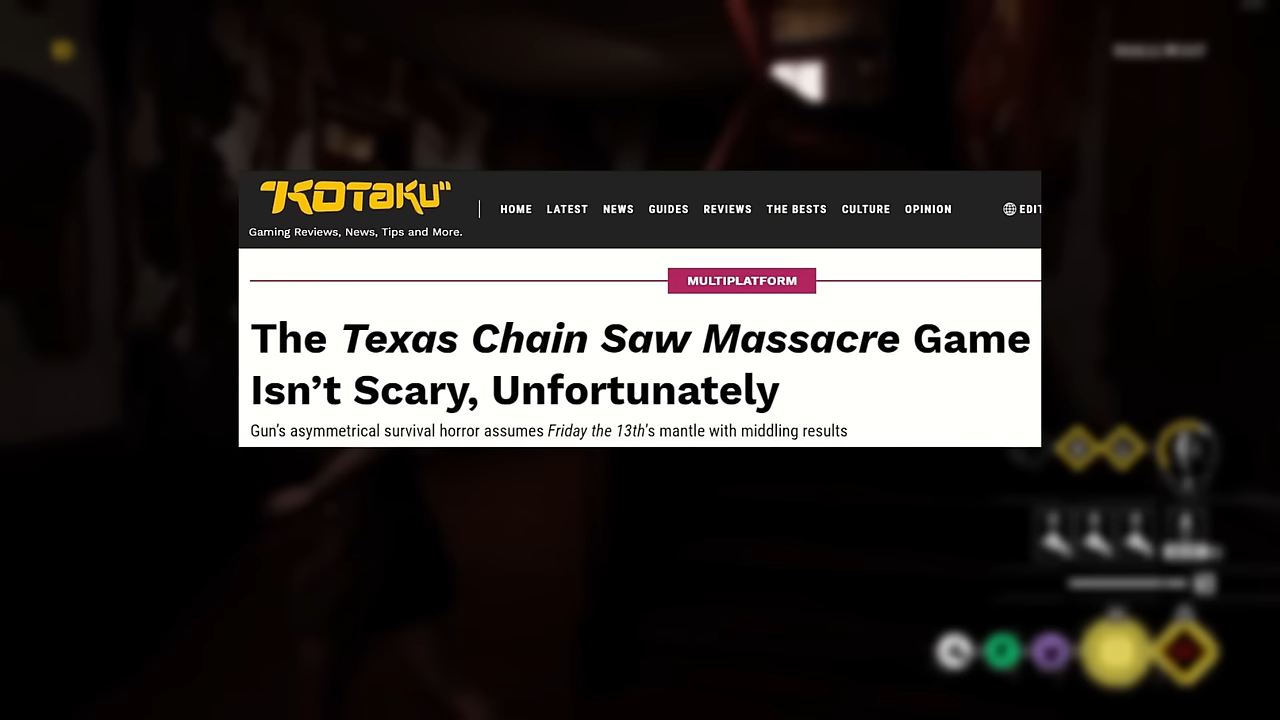 "KOTAKU"
Gaming Reviews, News, Tips and More.
HOME LATEST NEWS GUIDES REVIEWS THE BESTS CULTURE OPINION EDIT
MULTIPLATFORM
The Texas Chain Saw Massacre Game
Isn't Scary, Unfortunately
Gun's asymmetrical survival horror assumes Friday the 13th's mantle with middling results